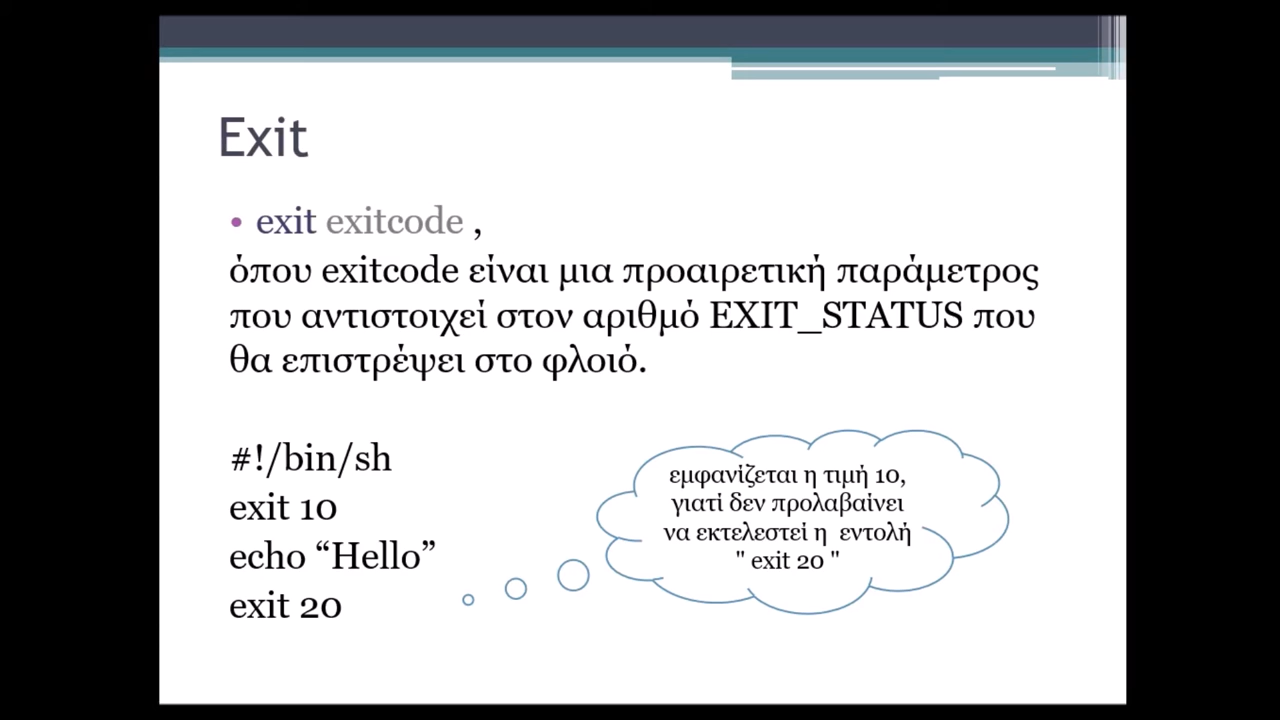 Exit
• exit exitcode ,
όπου exitcode είναι μια προαιρετική παράμετρος
που αντιστοιχεί στον αριθμό EXIT_STATUS που
θα επιστρέψει στο φλοιό.
#!/bin/sh
exit 10
echo “Hello”
exit 20
εμφανίζεται η τιμή 10,
γιατί δεν προλαβαίνει
να εκτελεστεί η εντολή
" exit 20 "